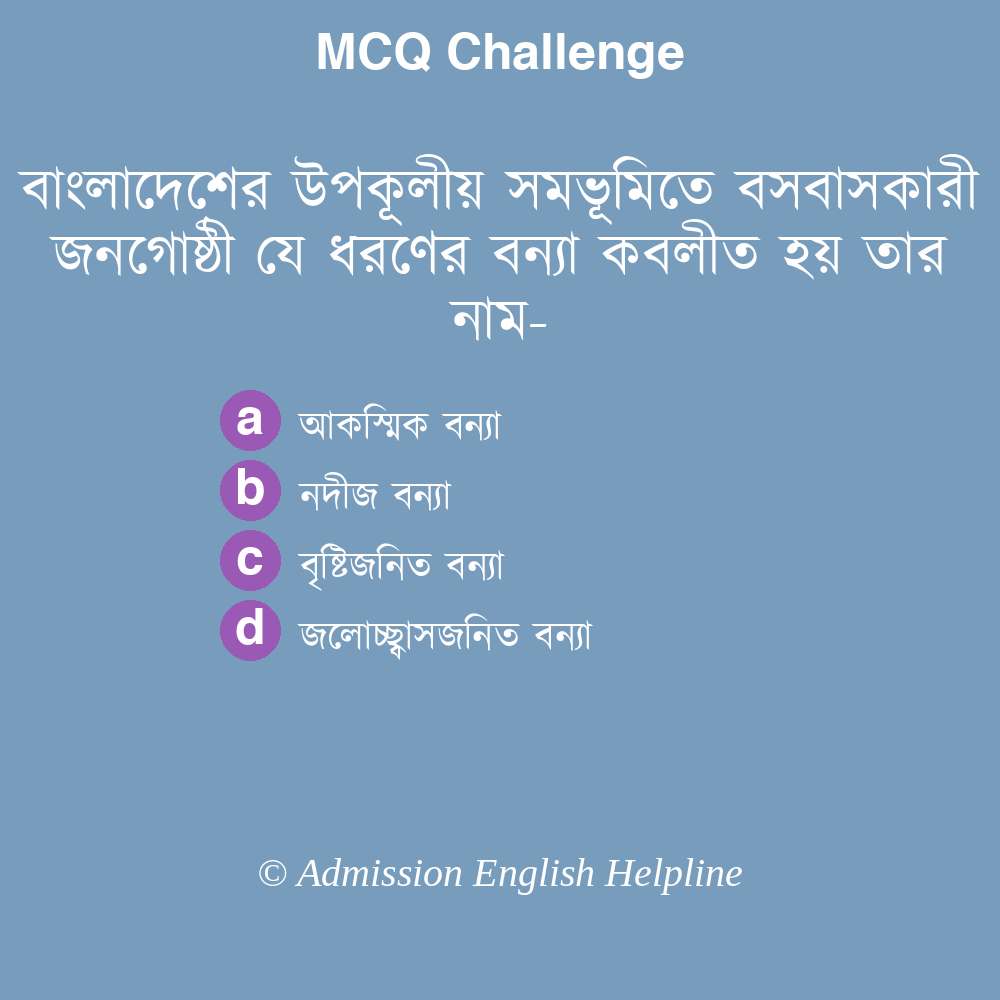 MCQ Challenge
বাংলাদেশের উপকূলীয় সমভূমিতে বসবাসকারী
জনগোষ্ঠী যে ধরণের বন্যা কবলীত হয় তার
নাম-
a আকস্মিক বন্যা
b নদীজ বন্যা
c বৃষ্টিজনিত বন্যা
d জলোচ্ছ্বাসজনিত বন্যা
© Admission English Helpline